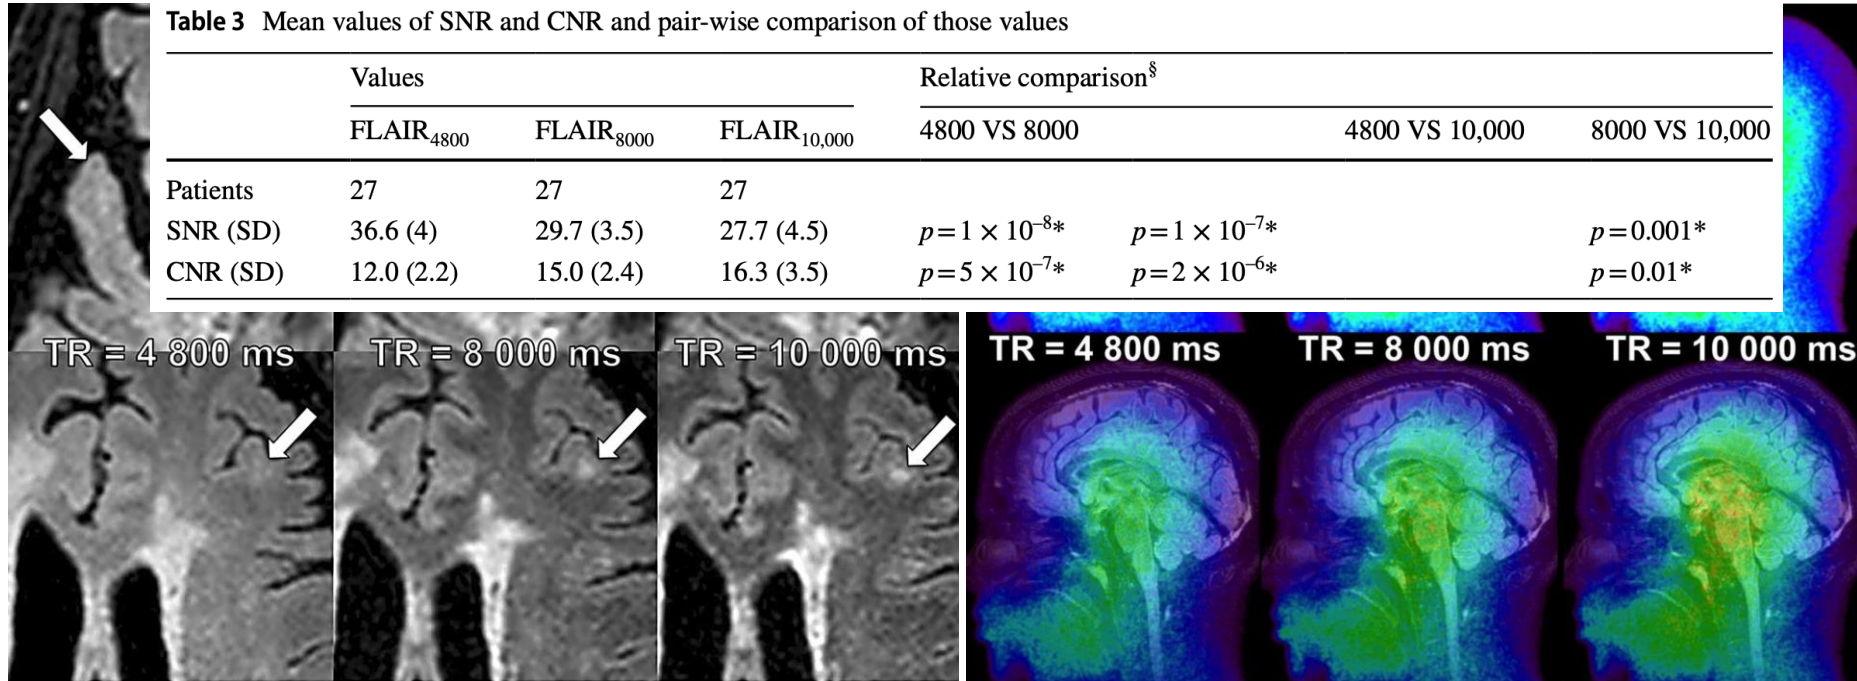 Table 3 Mean values of SNR and CNR and pair-wise comparison of those values
Values Relative comparison§
FLAIR4800 FLAIR8000 FLAIR10,000 4800 VS 8000 4800 VS 10,000 8000 VS 10,000
Patients 27 27 27
SNR (SD) 36.6 (4) 29.7 (3.5) 27.7 (4.5) p=1 × 10–8* p=1 × 10–7* p=0.001*
CNR (SD) 12.0 (2.2) 15.0 (2.4) 16.3 (3.5) p=5 × 10–7* p=2 × 10–6* p=0.01*
TR = 4 800 ms TR = 8 000 ms TR = 10 000 ms
TR = 4 800 ms TR = 8 000 ms TR = 10 000 ms